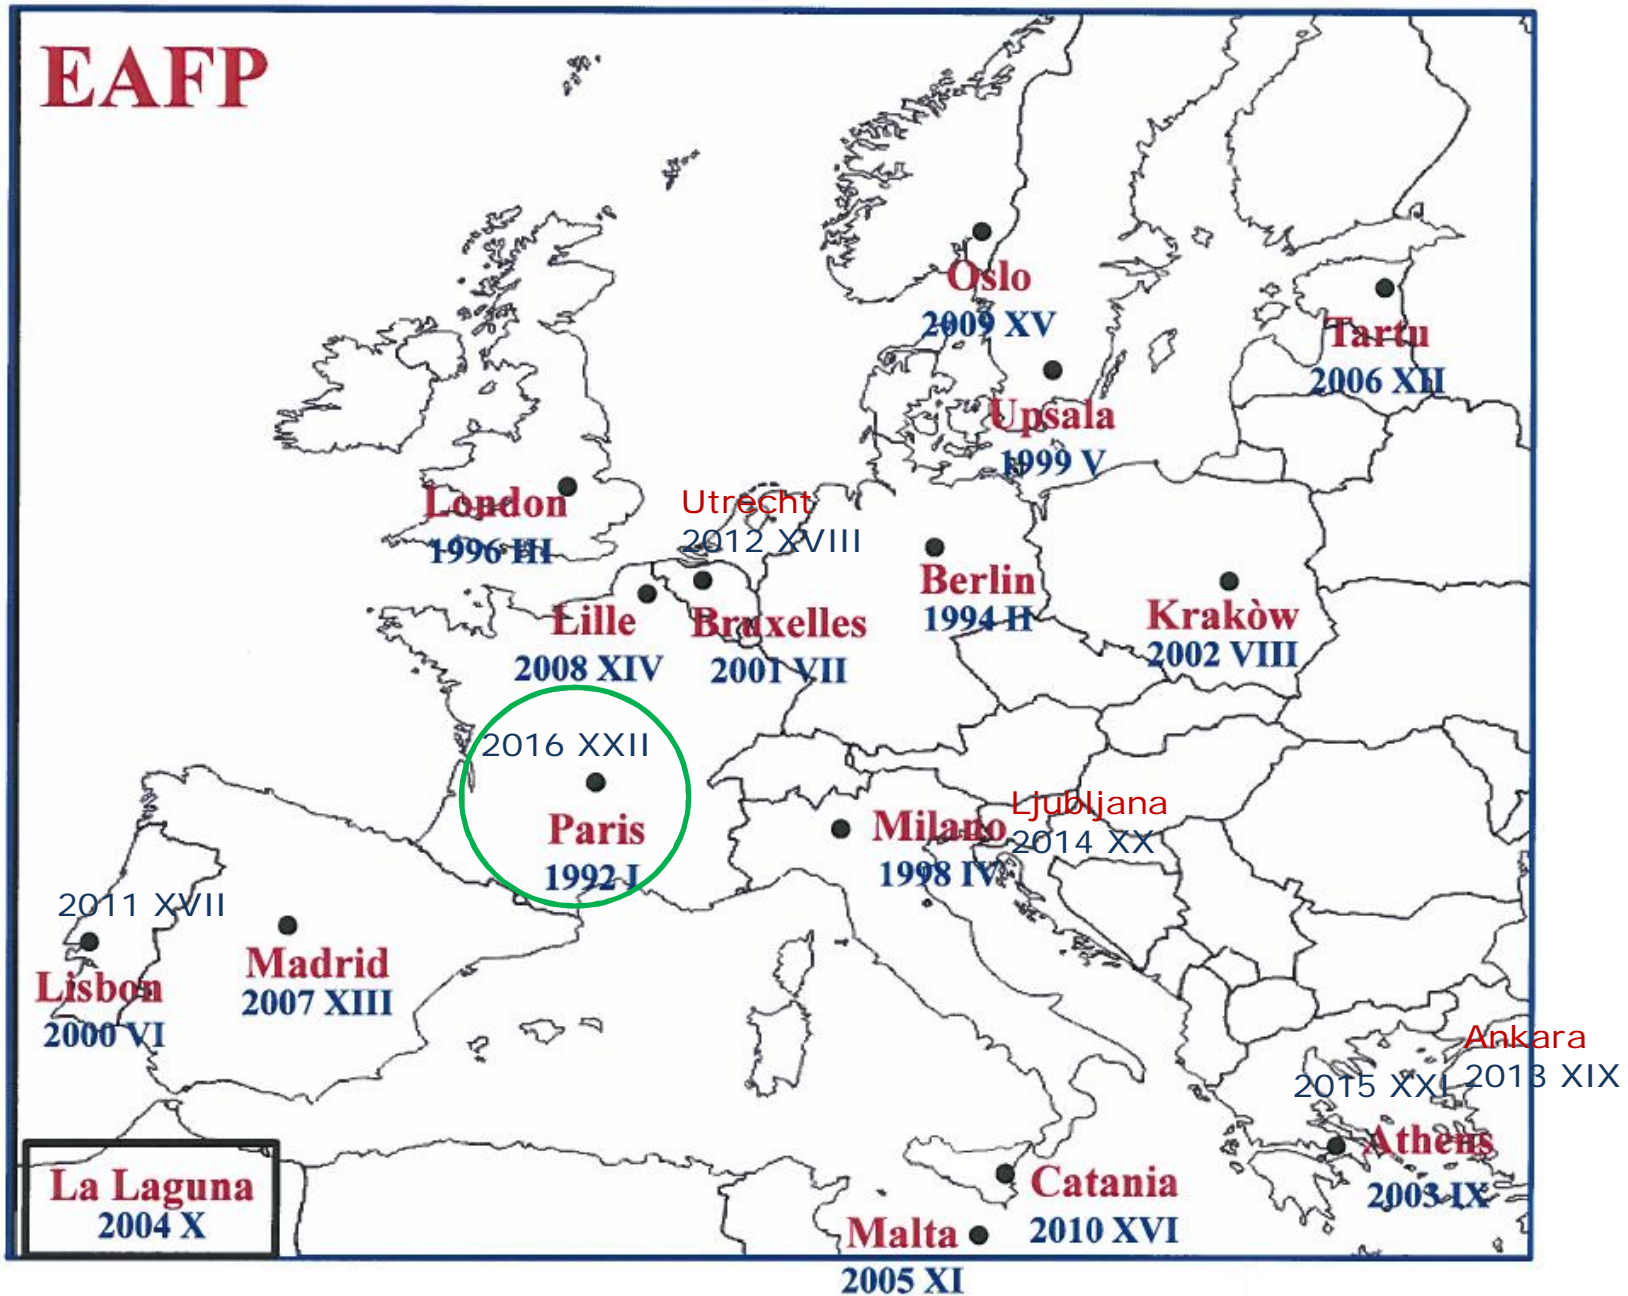 EAFP
Oslo
2009 XV
Tartu
2006 XII
Upsala
1999 V
London
1996 III
Utrecht
2012 XVIII
Berlin
1994 II
Lille
2008 XIV
Bruxelles
2001 VII
Krakòw
2002 VIII
2016 XXII
Paris
1992 I
Milano
1998 IV
Ljubljana
2014 XX
2011 XVII
Lisbon
2000 VI
Madrid
2007 XIII
Ankara
2013 XIX
2015 XXI
Athens
2003 IX
La Laguna
2004 X
Catania
2010 XVI
Malta
2005 XI